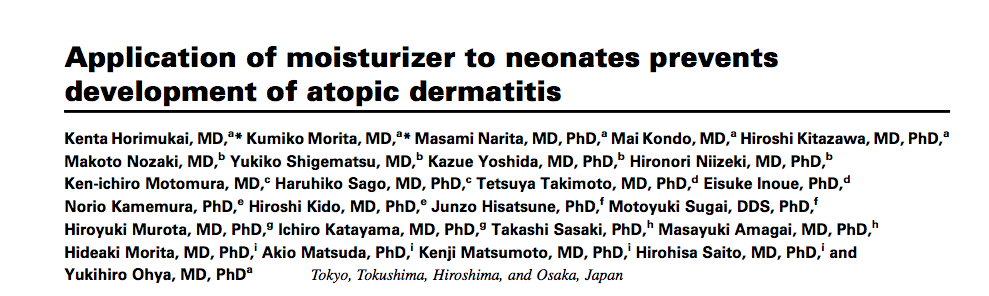 Application of moisturizer to neonates prevents
development of atopic dermatitis
Kenta Horimukai, MD,ᵃ* Kumiko Morita, MD,ᵃ* Masami Narita, MD, PhD,ᵃ Mai Kondo, MD,ᵃ Hiroshi Kitazawa, MD, PhD,ᵃ
Makoto Nozaki, MD,ᵇ Yukiko Shigematsu, MD,ᵇ Kazue Yoshida, MD, PhD,ᵇ Hironori Niizeki, MD, PhD,ᵇ
Ken-ichiro Motomura, MD,ᶜ Haruhiko Sago, MD, PhD,ᶜ Tetsuya Takimoto, MD, PhD,ᵈ Eisuke Inoue, PhD,ᵈ
Norio Kamemura, PhD,ᵉ Hiroshi Kido, MD, PhD,ᵉ Junzo Hisatsune, PhD,ᶠ Motoyuki Sugai, DDS, PhD,ᶠ
Hiroyuki Murota, MD, PhD,ᵍ Ichiro Katayama, MD, PhD,ᵍ Takashi Sasaki, PhD,ʰ Masayuki Amagai, MD, PhD,ʰ
Hideaki Morita, MD, PhD,ⁱ Akio Matsuda, PhD,ⁱ Kenji Matsumoto, MD, PhD,ⁱ Hirohisa Saito, MD, PhD,ⁱ and
Yukihiro Ohya, MD, PhDᵃ Tokyo, Tokushima, Hiroshima, and Osaka, Japan